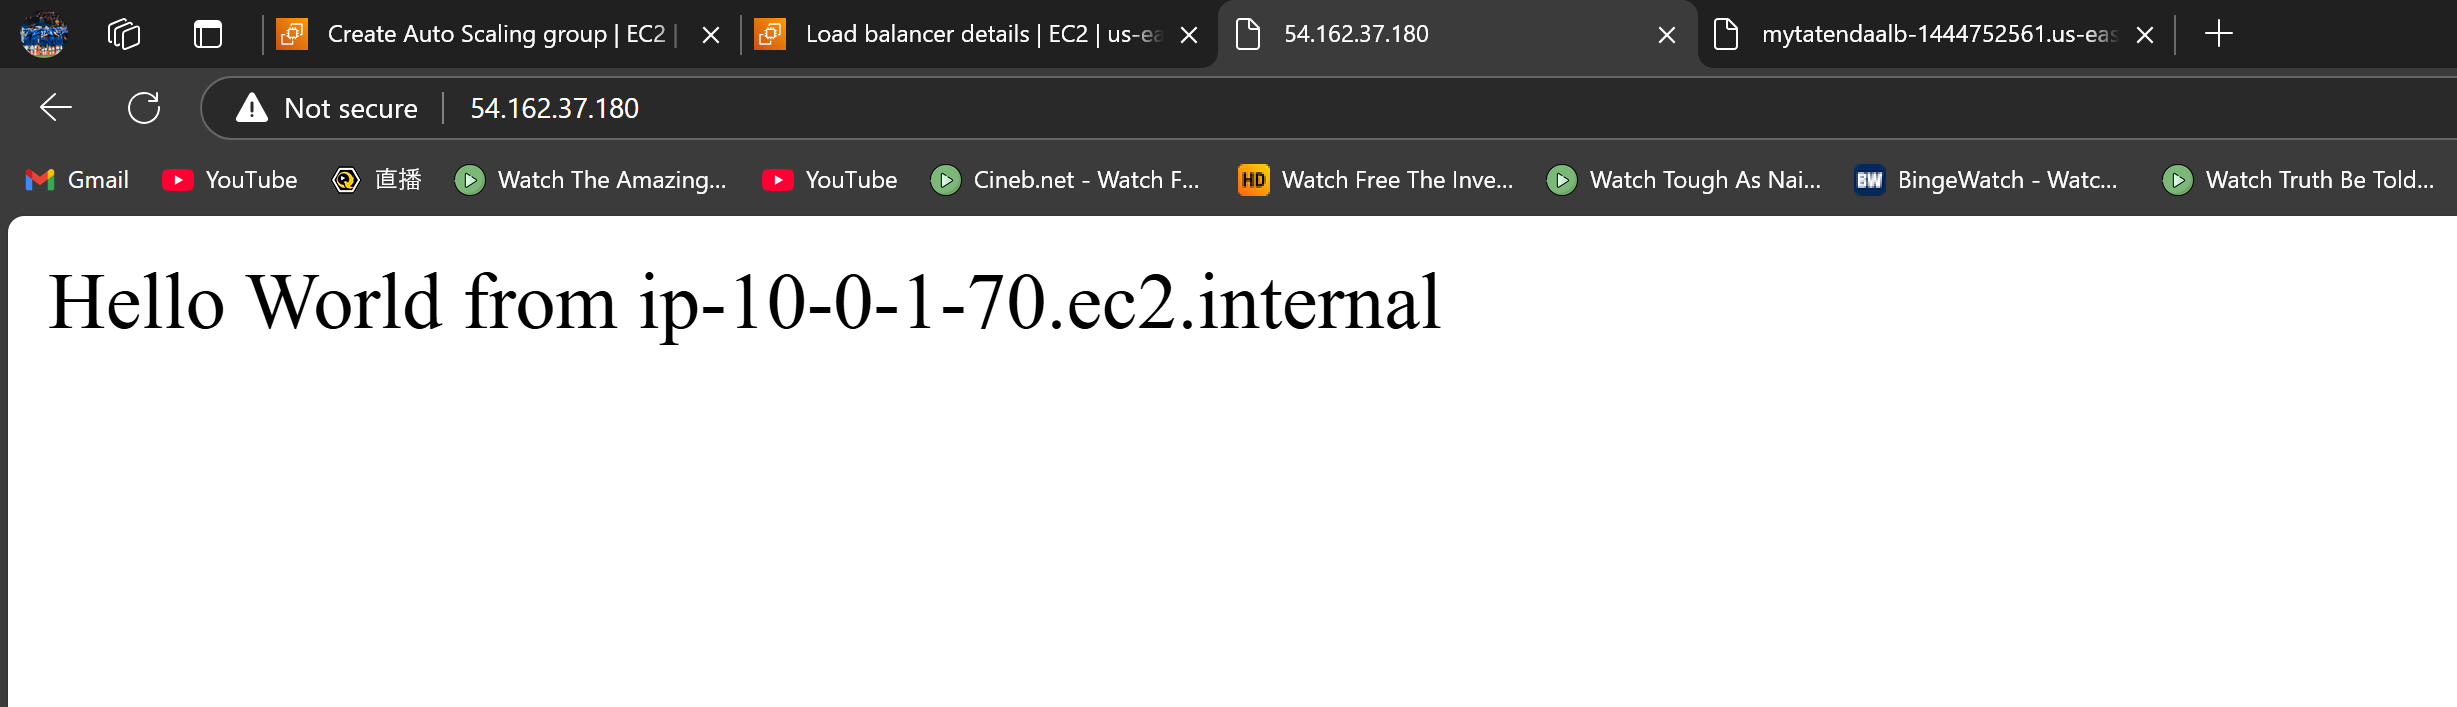 Create Auto Scaling group | EC2 |
Load balancer details | EC2 | us-ea
54.162.37.180
mytatendaalb-1444752561.us-eas
Not secure
54.162.37.180
Gmail
YouTube
直播
Watch The Amazing...
YouTube
Cineb.net - Watch F...
HD
Watch Free The Inve...
Watch Tough As Nai...
BW
BingeWatch - Watc...
Watch Truth Be Told...
Hello World from ip-10-0-1-70.ec2.internal